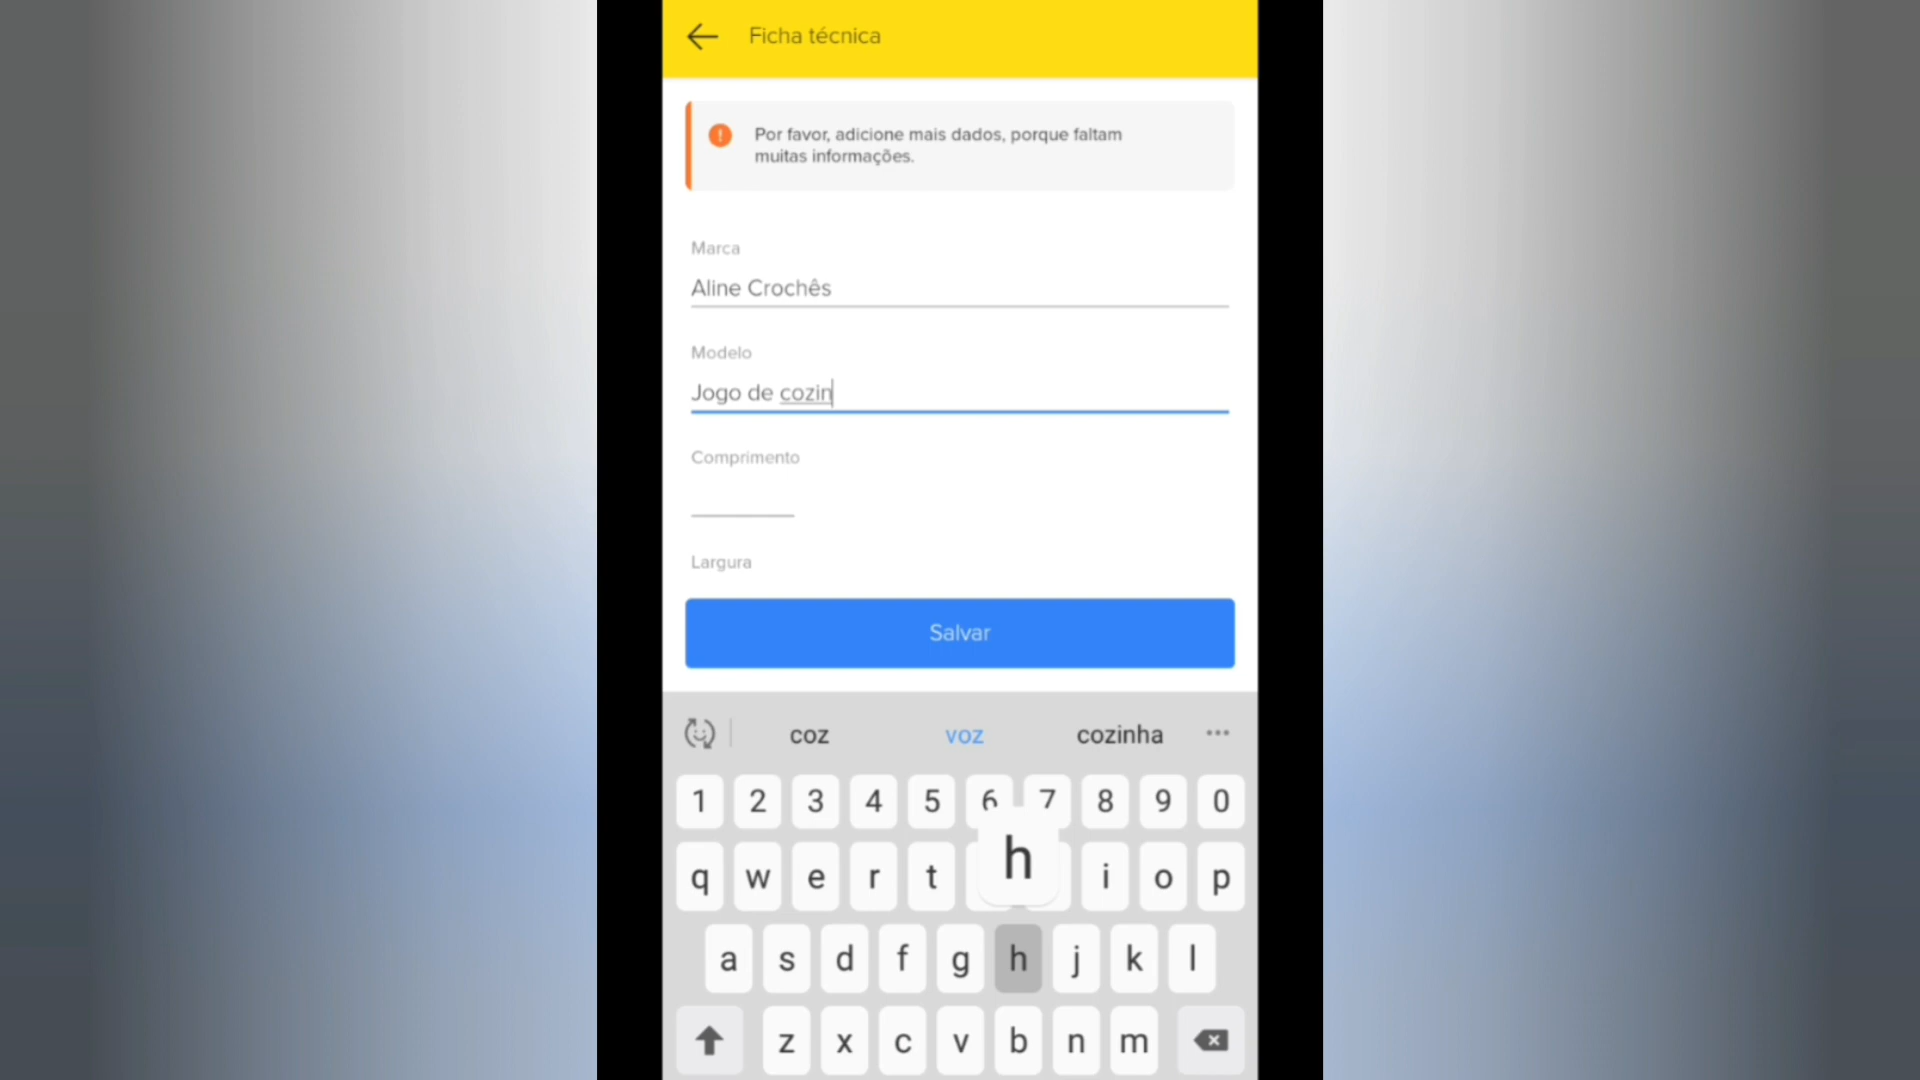 Ficha técnica
Por favor, adicione mais dados, porque faltam
muitas informações.
Marca
Aline Crochês
Modelo
Jogo de cozin
Comprimento
Largura
Salvar
coz voz cozinha
1 2 3 4 5 6 7 8 9 0
h
q w e r t i o p
a s d f g h j k l
z x c v b n m